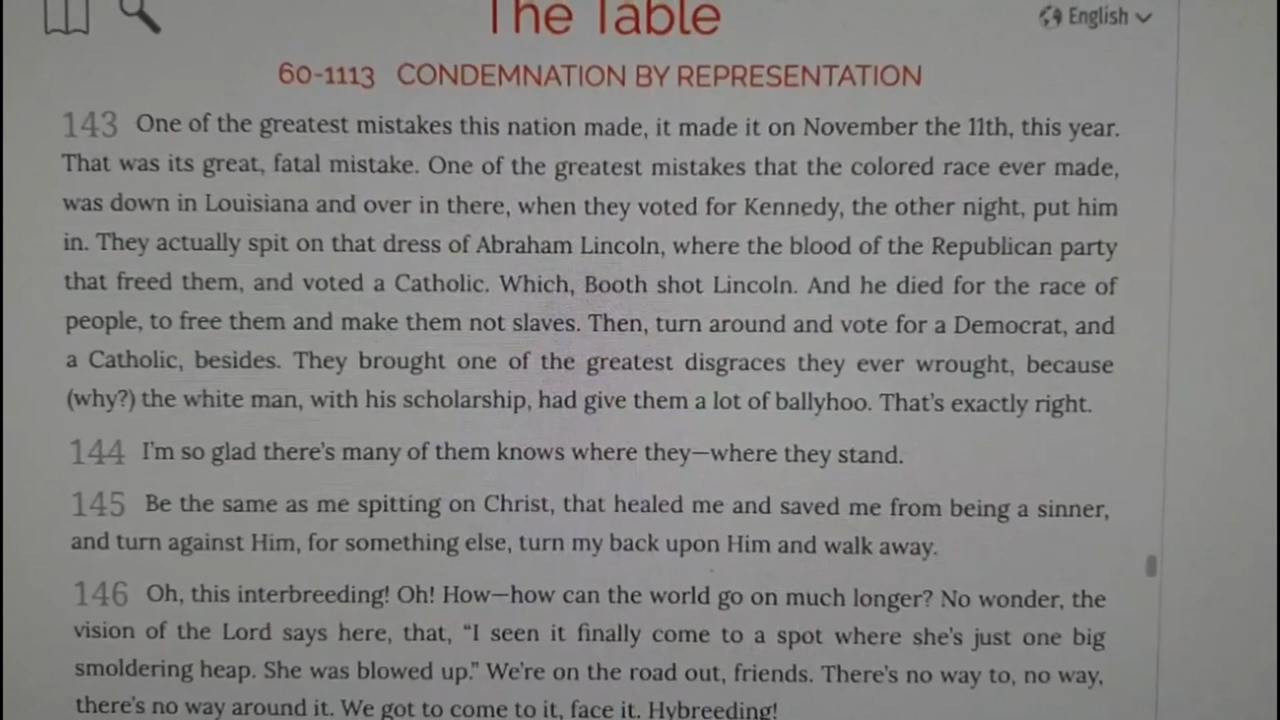 The Table
English
60-1113 CONDEMNATION BY REPRESENTATION
143 One of the greatest mistakes this nation made, it made it on November the 11th, this year.
That was its great, fatal mistake. One of the greatest mistakes that the colored race ever made,
was down in Louisiana and over in there, when they voted for Kennedy, the other night, put him
in. They actually spit on that dress of Abraham Lincoln, where the blood of the Republican party
that freed them, and voted a Catholic. Which, Booth shot Lincoln. And he died for the race of
people, to free them and make them not slaves. Then, turn around and vote for a Democrat, and
a Catholic, besides. They brought one of the greatest disgraces they ever wrought, because
(why?) the white man, with his scholarship, had give them a lot of ballyhoo. That's exactly right.
144 I'm so glad there's many of them knows where they—where they stand.
145 Be the same as me spitting on Christ, that healed me and saved me from being a sinner,
and turn against Him, for something else, turn my back upon Him and walk away.
146 Oh, this interbreeding! Oh! How—how can the world go on much longer? No wonder, the
vision of the Lord says here, that, “I seen it finally come to a spot where she's just one big
smoldering heap. She was blowed up.” We're on the road out, friends. There's no way to, no way,
there's no way around it. We got to come to it, face it. Hybreeding!